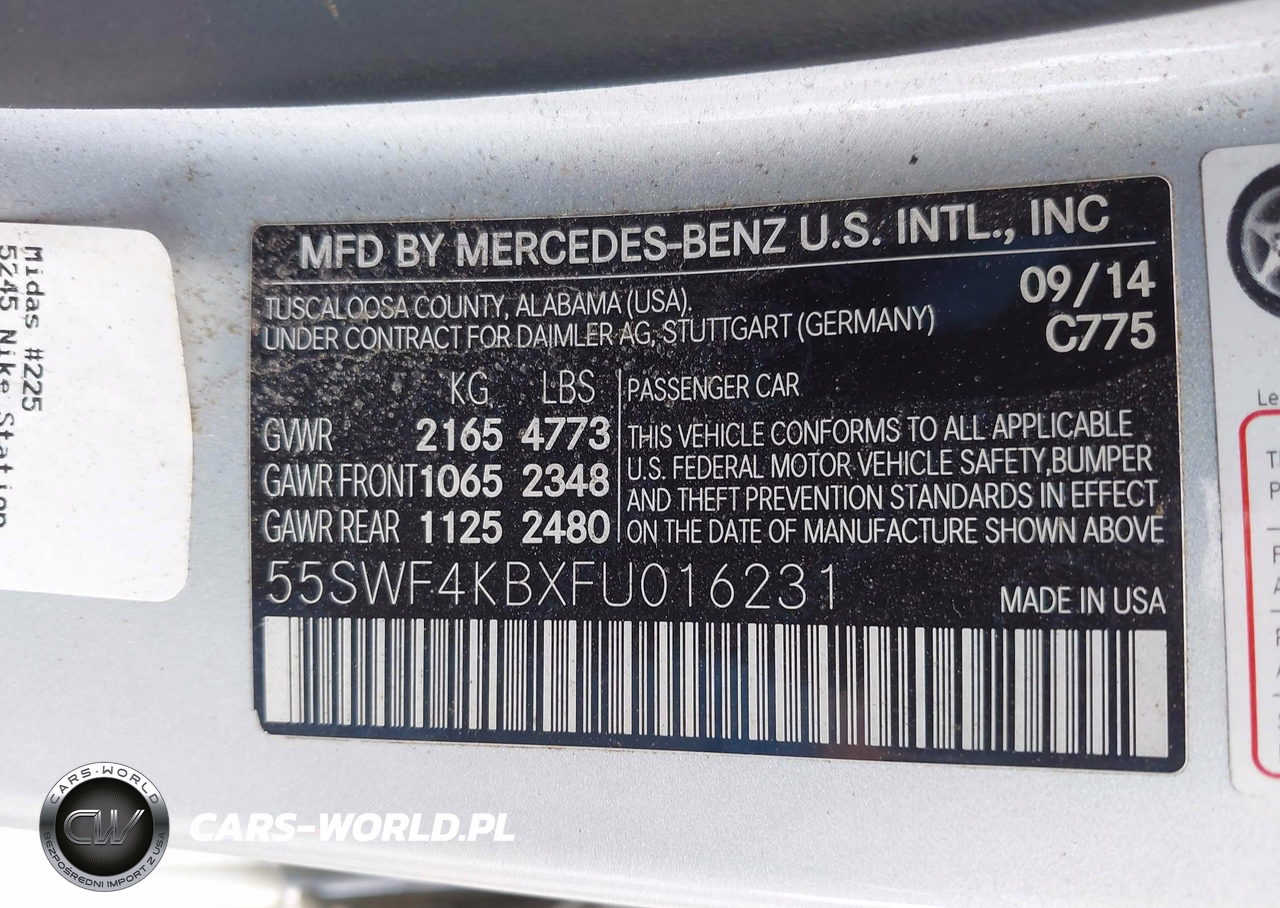 Midas #225
5245 Nike Station
MFD BY MERCEDES-BENZ U.S. INTL., INC
TUSCALOOSA COUNTY, ALABAMA (USA).
09/14
UNDER CONTRACT FOR DAIMLER AG, STUTTGART (GERMANY)
C775
KG LBS
GVWR 2165 4773
GAWR FRONT 1065 2348
GAWR REAR 1125 2480
PASSENGER CAR
THIS VEHICLE CONFORMS TO ALL APPLICABLE
U.S. FEDERAL MOTOR VEHICLE SAFETY,BUMPER
AND THEFT PREVENTION STANDARDS IN EFFECT
ON THE DATE OF MANUFACTURE SHOWN ABOVE
55SWF4KBXFU016231
MADE IN USA
CARS-WORLD
CW
BEZPOŚREDNI IMPORT Z USA
CARS-WORLD.PL